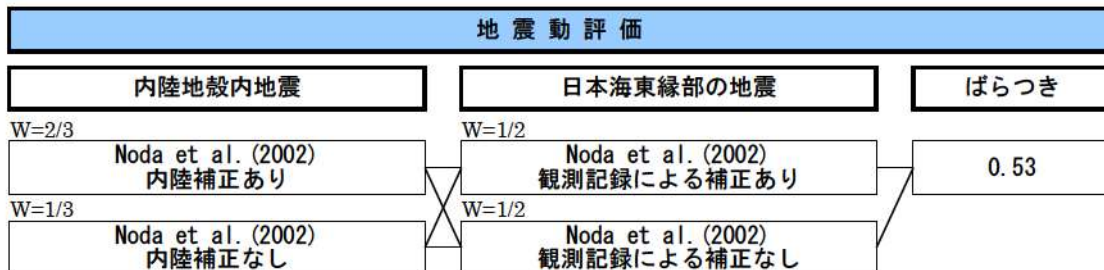 地震動評価
内陸地殻内地震
日本海東縁部の地震
ばらつき
W=2/3
Noda et al.(2002)
内陸補正あり
W=1/2
Noda et al.(2002)
観測記録による補正あり
0.53
W=1/3
Noda et al.(2002)
内陸補正なし
W=1/2
Noda et al.(2002)
観測記録による補正なし